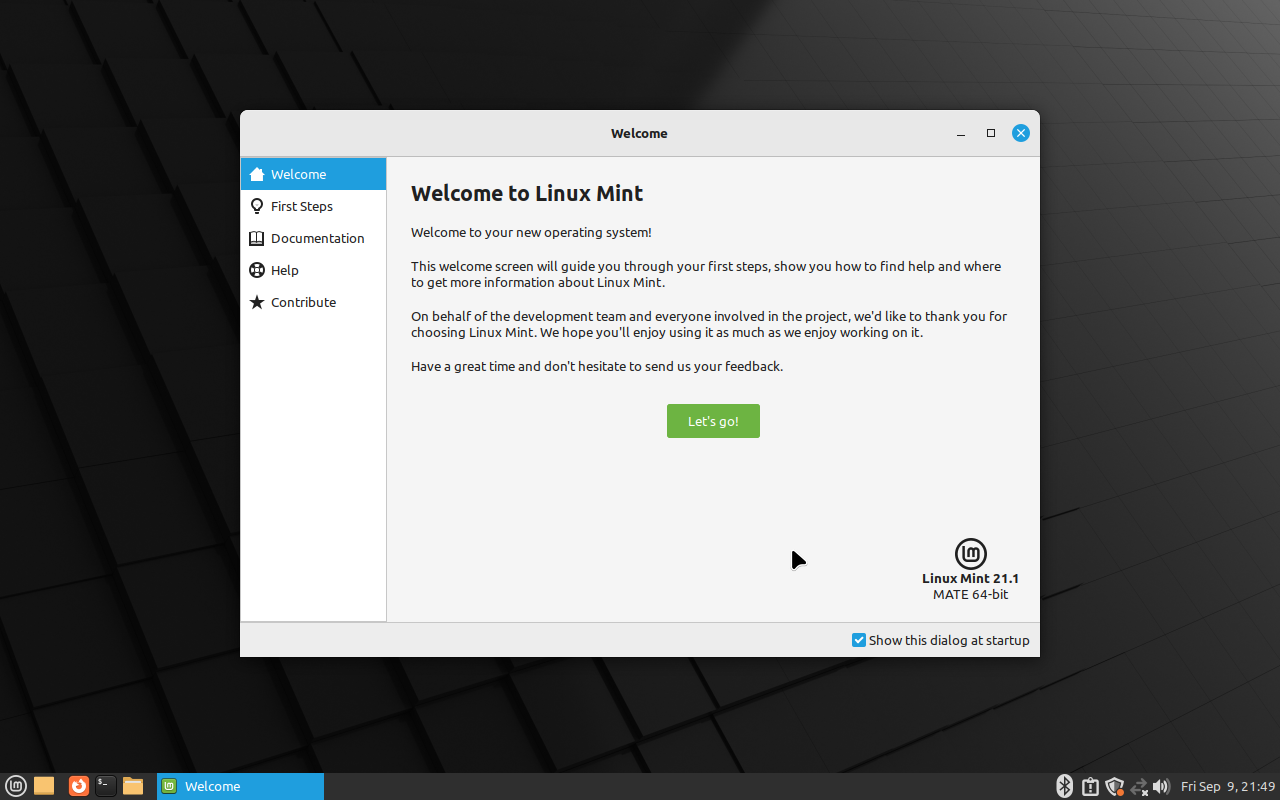 Welcome
Welcome
First Steps
Documentation
Help
Contribute
Welcome to Linux Mint
Welcome to your new operating system!
This welcome screen will guide you through your first steps, show you how to find help and where
to get more information about Linux Mint.
On behalf of the development team and everyone involved in the project, we'd like to thank you for
choosing Linux Mint. We hope you'll enjoy using it as much as we enjoy working on it.
Have a great time and don't hesitate to send us your feedback.
Let's go!
Linux Mint 21.1
MATE 64-bit
Show this dialog at startup
Welcome
Fri Sep 9, 21:49